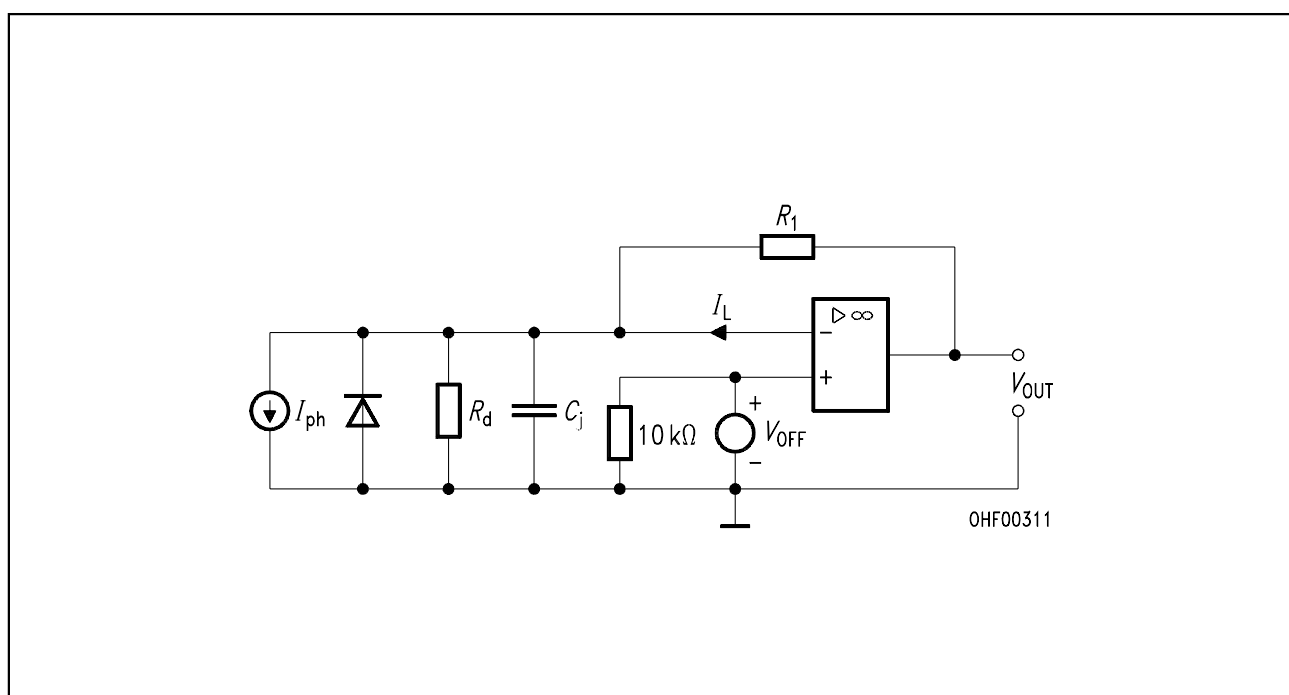 R1
IL
▷ ∞
−
+
Iph
Rd
Cj
10 kΩ
+
VOFF
−
VOUT
OHF00311